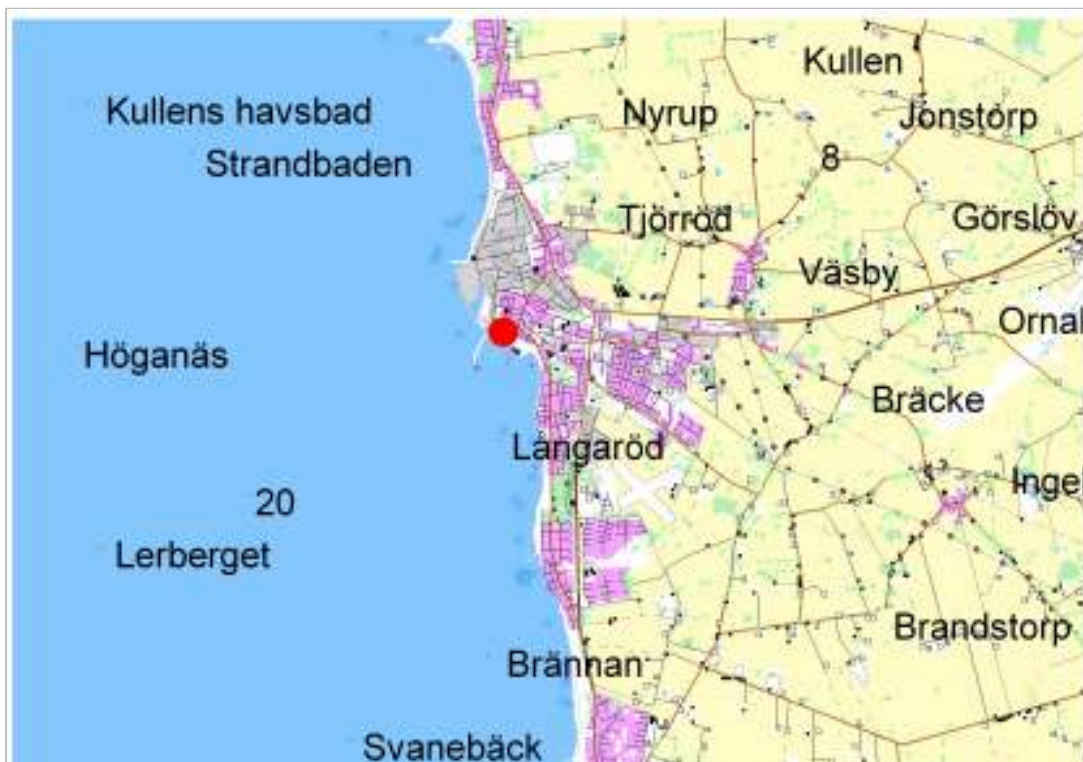 Kullen
Kullens havsbad
Nyrup
Jonstorp
Strandbaden
8
Tjörröd
Görslöv
Väsby
Ornal
Höganäs
Bräcke
Långaröd
Ingel
20
Lerberget
Brandstorp
Brännan
Svanebäck